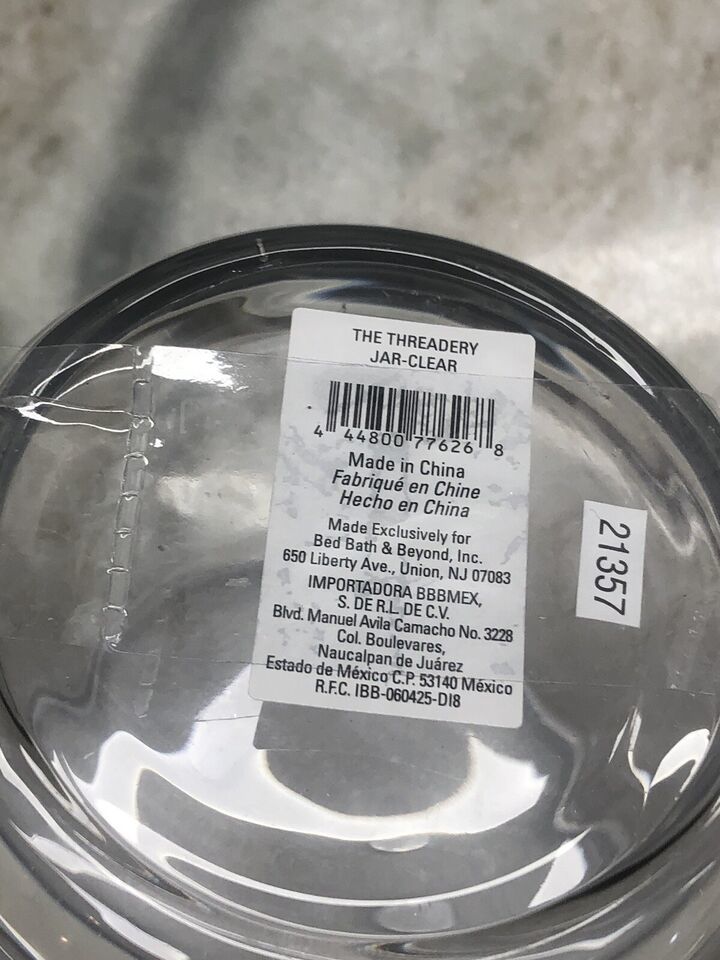 THE THREADERY
JAR-CLEAR
4 44800 77626 8
Made in China
Fabriqué en Chine
Hecho en China
Made Exclusively for
Bed Bath & Beyond, Inc.
650 Liberty Ave., Union, NJ 07083
IMPORTADORA BBBMEX,
S. DE R.L. DE C.V.
Blvd. Manuel Avila Camacho No. 3228
Col. Boulevares,
Naucalpan de Juárez
Estado de México C.P. 53140 México
R.F.C. IBB-060425-DI8
21357